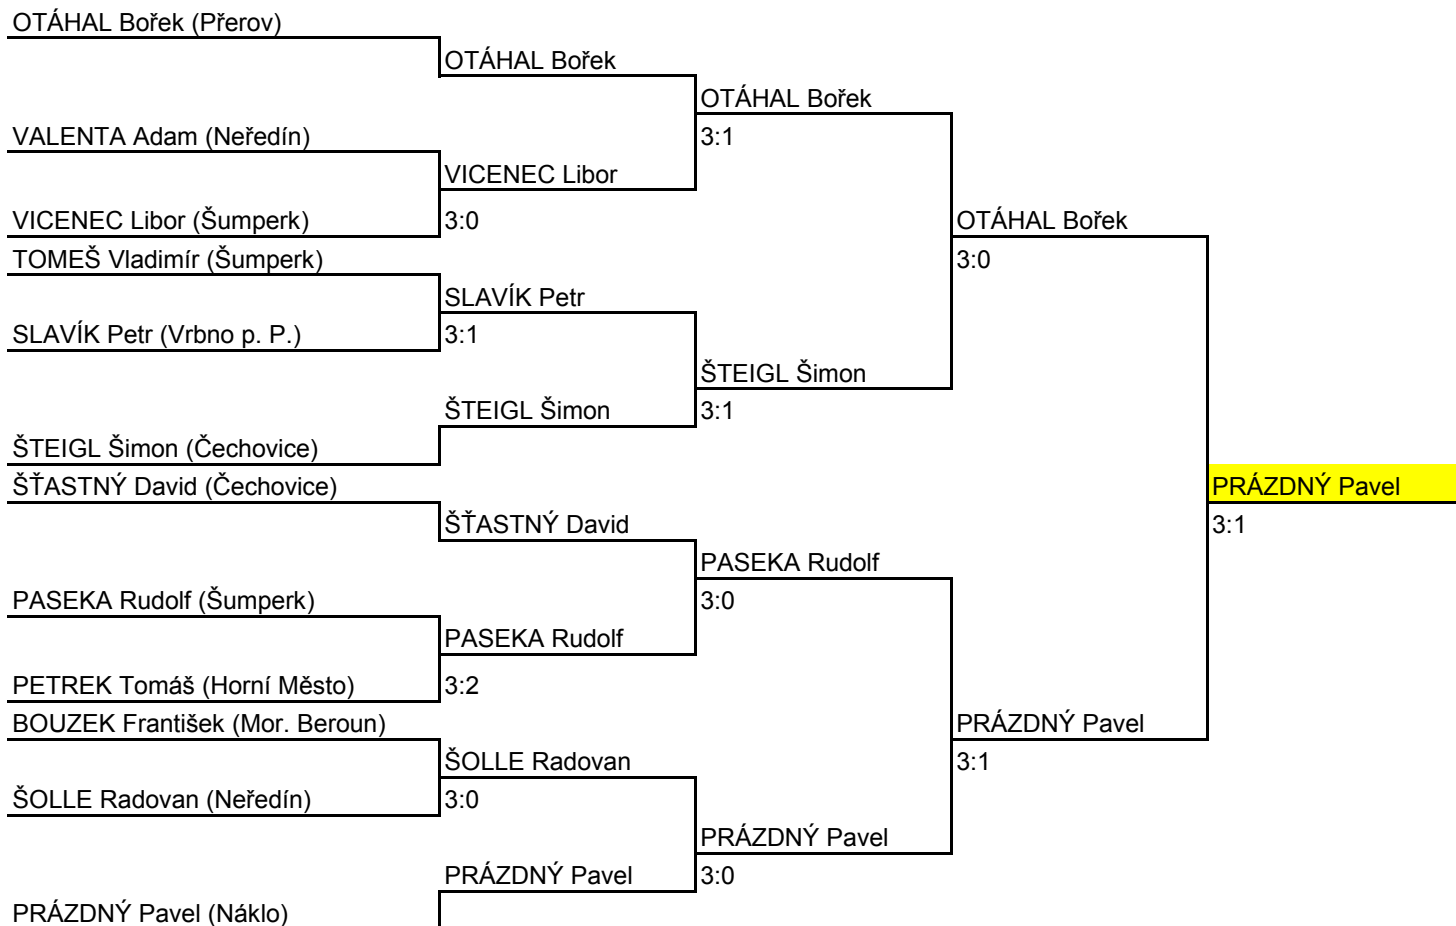 OTÁHAL Bořek (Přerov)
OTÁHAL Bořek
OTÁHAL Bořek
VALENTA Adam (Neředín)
3:1
VICENEC Libor
VICENEC Libor (Šumperk)
3:0
OTÁHAL Bořek
TOMEŠ Vladimír (Šumperk)
3:0
SLAVÍK Petr
SLAVÍK Petr (Vrbno p. P.)
3:1
ŠTEIGL Šimon
ŠTEIGL Šimon
3:1
ŠTEIGL Šimon (Čechovice)
ŠŤASTNÝ David (Čechovice)
PRÁZDNÝ Pavel
ŠŤASTNÝ David
3:1
PASEKA Rudolf
PASEKA Rudolf (Šumperk)
3:0
PASEKA Rudolf
PETREK Tomáš (Horní Město)
3:2
BOUZEK František (Mor. Beroun)
PRÁZDNÝ Pavel
ŠOLLE Radovan
3:1
ŠOLLE Radovan (Neředín)
3:0
PRÁZDNÝ Pavel
PRÁZDNÝ Pavel
3:0
PRÁZDNÝ Pavel (Náklo)